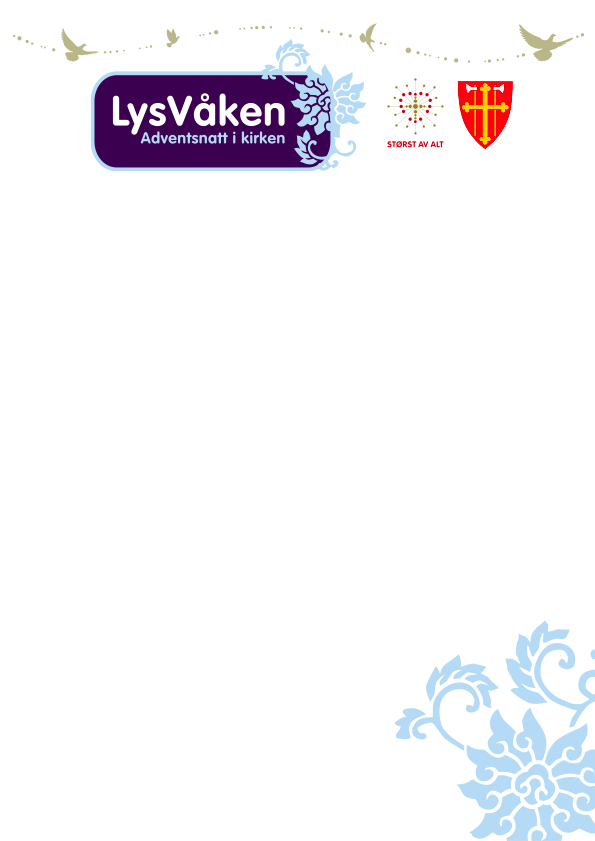 LysVåken
Adventsnatt i kirken
STØRST AV ALT